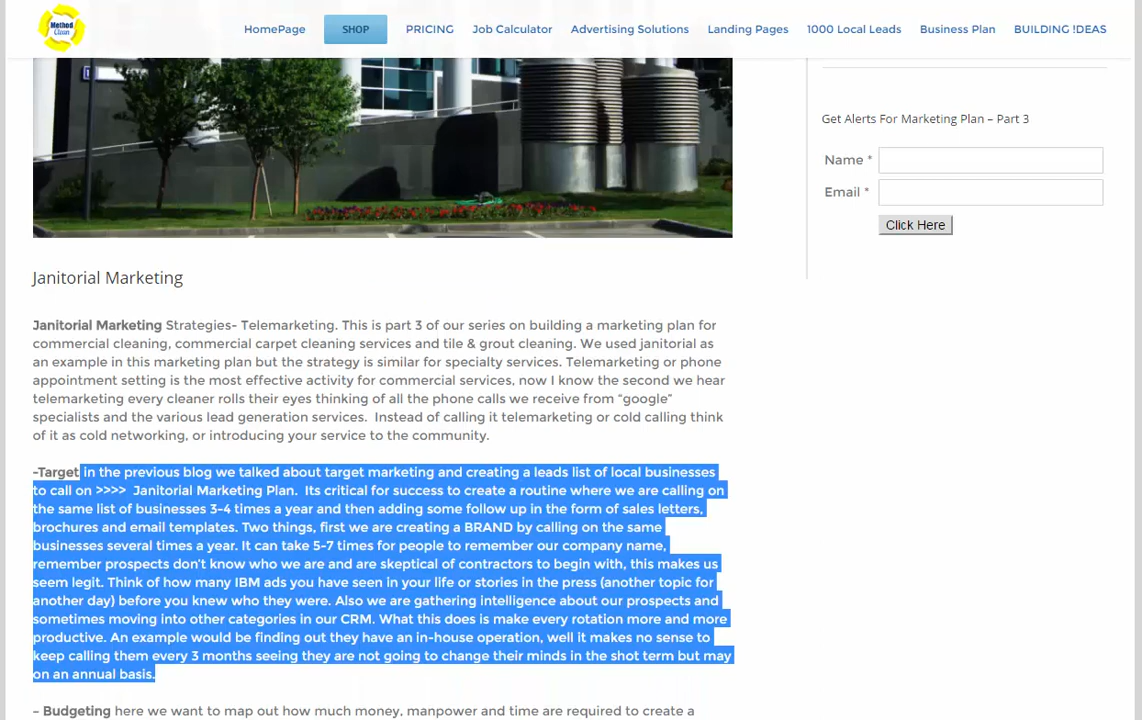 Method
Clean
HomePage
SHOP
PRICING
Job Calculator
Advertising Solutions
Landing Pages
1000 Local Leads
Business Plan
BUILDING !DEAS
Get Alerts For Marketing Plan – Part 3
Name *
Email *
Click Here
Janitorial Marketing
Janitorial Marketing Strategies- Telemarketing. This is part 3 of our series on building a marketing plan for
commercial cleaning, commercial carpet cleaning services and tile & grout cleaning. We used janitorial as
an example in this marketing plan but the strategy is similar for specialty services. Telemarketing or phone
appointment setting is the most effective activity for commercial services, now I know the second we hear
telemarketing every cleaner rolls their eyes thinking of all the phone calls we receive from “google”
specialists and the various lead generation services.  Instead of calling it telemarketing or cold calling think
of it as cold networking, or introducing your service to the community.
-Target in the previous blog we talked about target marketing and creating a leads list of local businesses
to call on >>>>  Janitorial Marketing Plan.  Its critical for success to create a routine where we are calling on
the same list of businesses 3-4 times a year and then adding some follow up in the form of sales letters,
brochures and email templates. Two things, first we are creating a BRAND by calling on the same
businesses several times a year. It can take 5-7 times for people to remember our company name,
remember prospects don’t know who we are and are skeptical of contractors to begin with, this makes us
seem legit. Think of how many IBM ads you have seen in your life or stories in the press (another topic for
another day) before you knew who they were. Also we are gathering intelligence about our prospects and
sometimes moving into other categories in our CRM. What this does is make every rotation more and more
productive. An example would be finding out they have an in-house operation, well it makes no sense to
keep calling them every 3 months seeing they are not going to change their minds in the shot term but may
on an annual basis.
– Budgeting here we want to map out how much money, manpower and time are required to create a